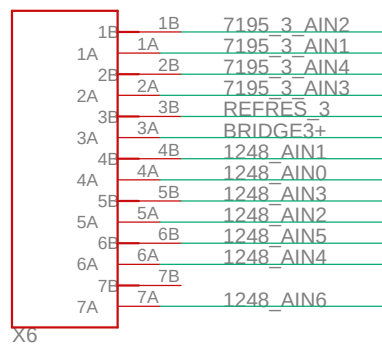 1B 1B 7195_3_AIN2
1A 1A 7195_3_AIN1
2B 2B 7195_3_AIN4
2A 2A 7195_3_AIN3
3B 3B REFRES_3
3A 3A BRIDGE3+
4B 4B 1248_AIN1
4A 4A 1248_AIN0
5B 5B 1248_AIN3
5A 5A 1248_AIN2
6B 6B 1248_AIN5
6A 6A 1248_AIN4
7B 7B
7A 7A 1248_AIN6
X6